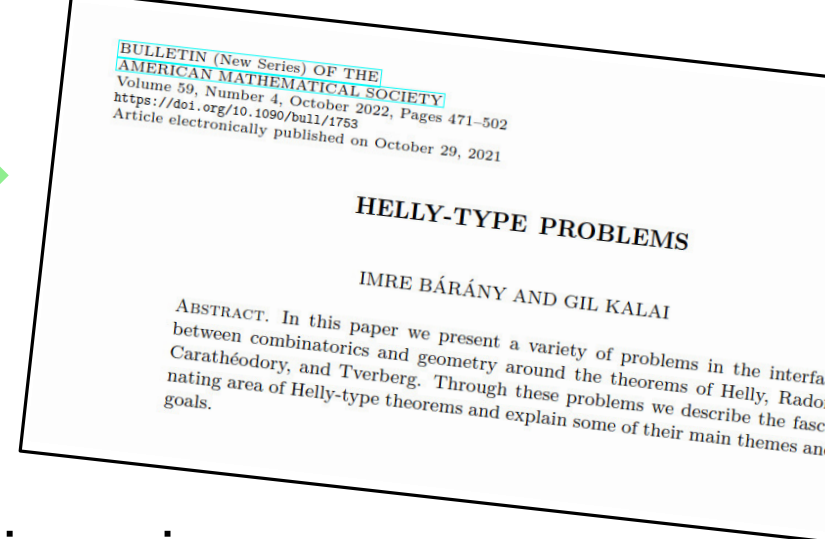 BULLETIN (New Series) OF THE
AMERICAN MATHEMATICAL SOCIETY
Volume 59, Number 4, October 2022, Pages 471–502
https://doi.org/10.1090/bull/1753
Article electronically published on October 29, 2021
HELLY-TYPE PROBLEMS
IMRE BÁRÁNY AND GIL KALAI
ABSTRACT. In this paper we present a variety of problems in the
between combinatorics and geometry around the theorems of Helly,
Carathéodory, and Tverberg. Through these problems we describe the
nating area of Helly-type theorems and explain some of their main themes
goals.